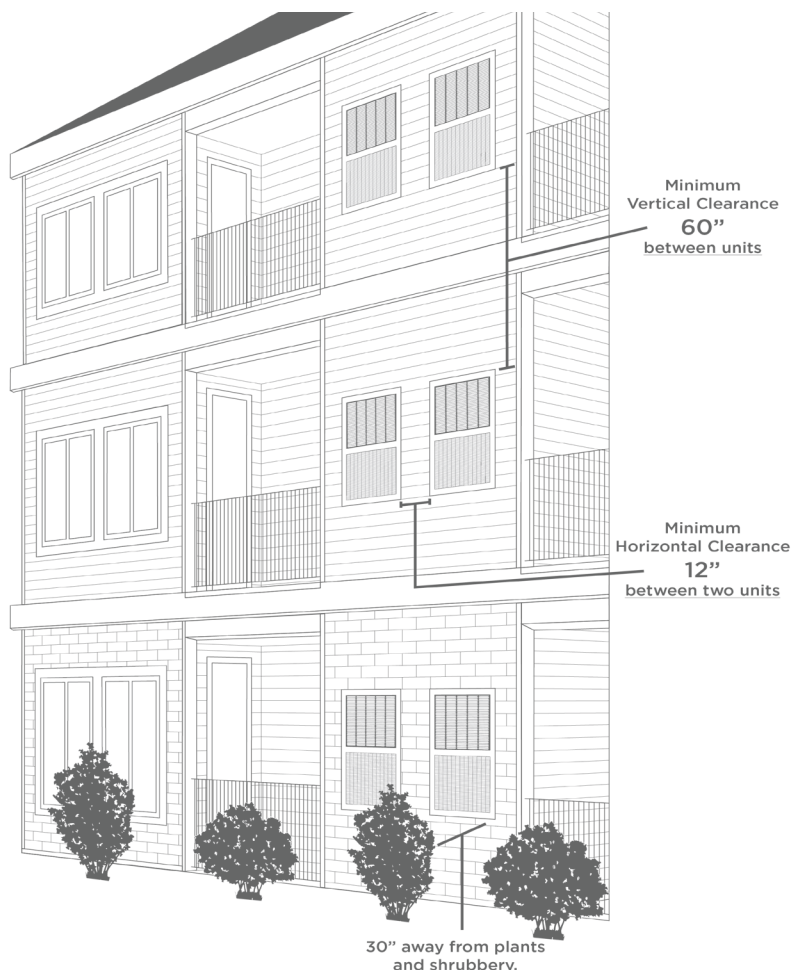 Minimum
Vertical Clearance
60”
between units
Minimum
Horizontal Clearance
12”
between two units
30” away from plants
and shrubbery.